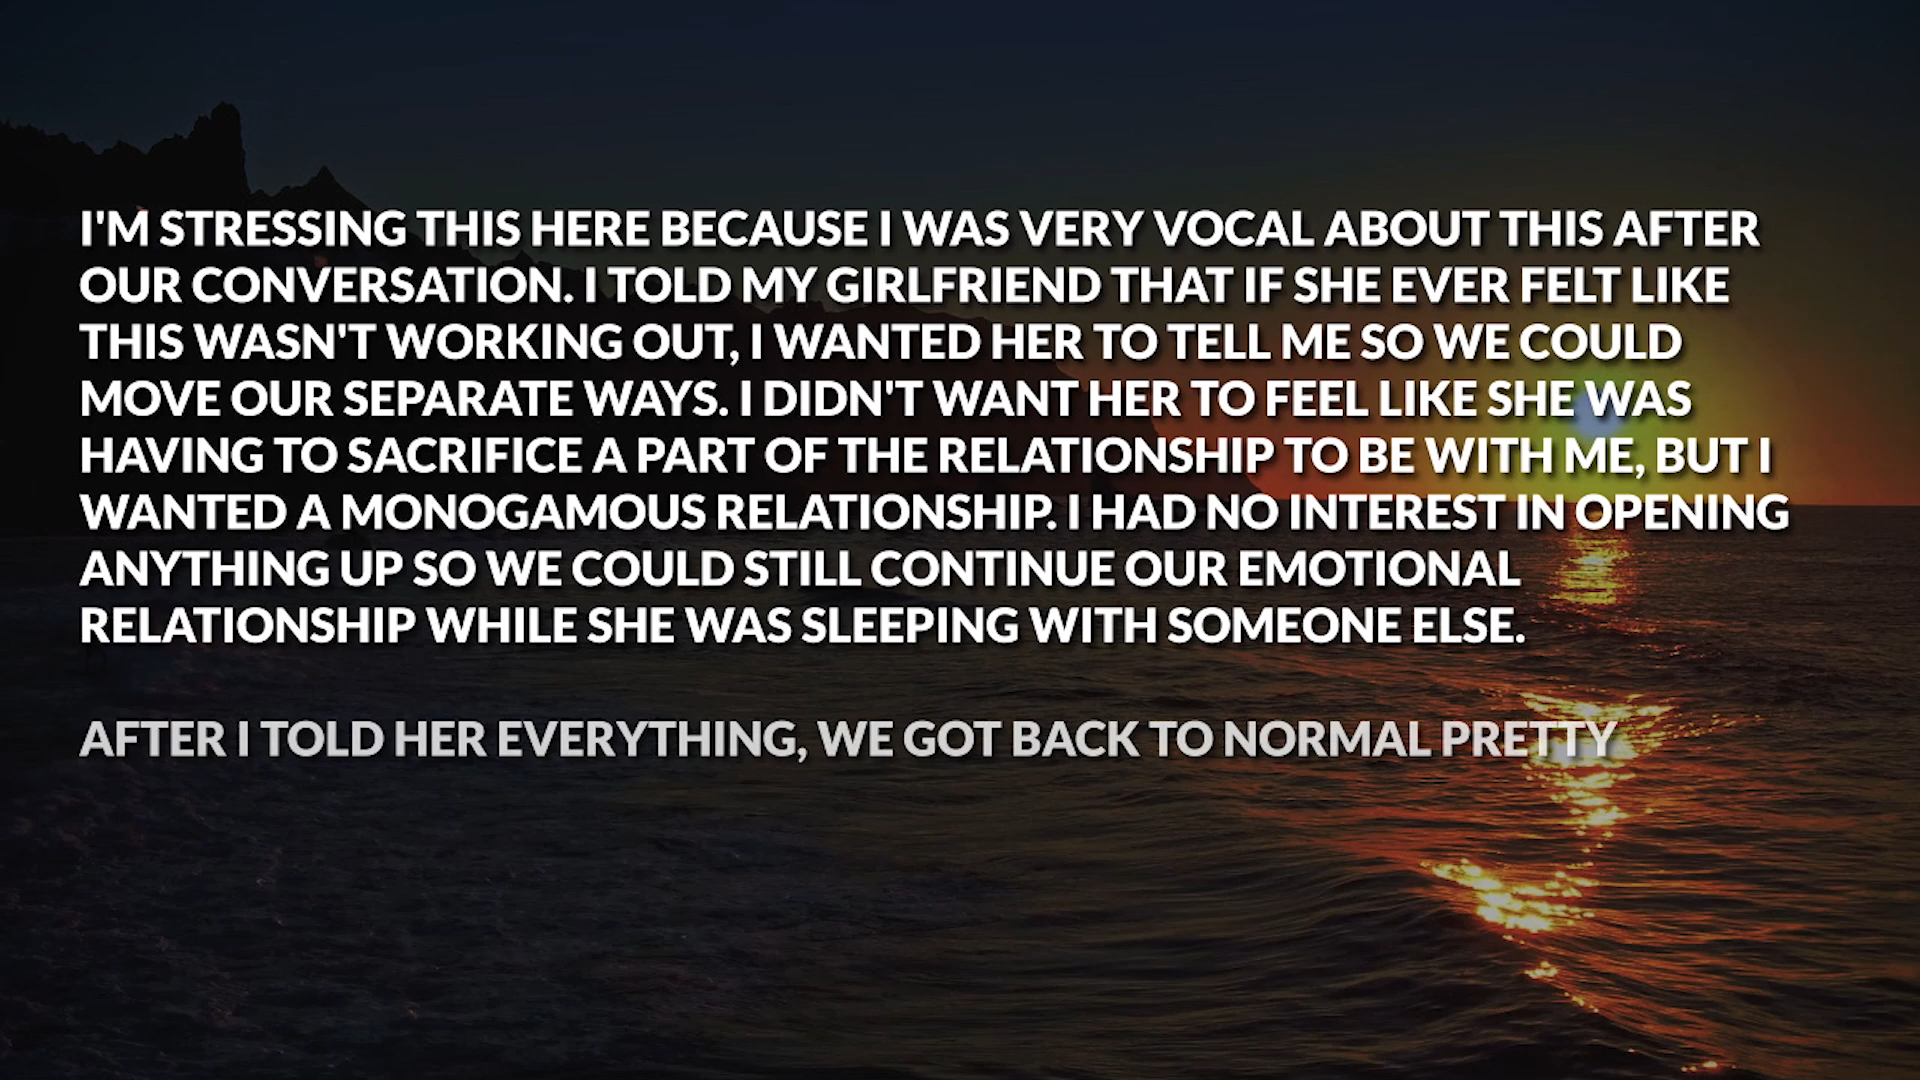 I'M STRESSING THIS HERE BECAUSE I WAS VERY VOCAL ABOUT THIS AFTER
OUR CONVERSATION. I TOLD MY GIRLFRIEND THAT IF SHE EVER FELT LIKE
THIS WASN'T WORKING OUT, I WANTED HER TO TELL ME SO WE COULD
MOVE OUR SEPARATE WAYS. I DIDN'T WANT HER TO FEEL LIKE SHE WAS
HAVING TO SACRIFICE A PART OF THE RELATIONSHIP TO BE WITH ME, BUT I
WANTED A MONOGAMOUS RELATIONSHIP. I HAD NO INTEREST IN OPENING
ANYTHING UP SO WE COULD STILL CONTINUE OUR EMOTIONAL
RELATIONSHIP WHILE SHE WAS SLEEPING WITH SOMEONE ELSE.
AFTER I TOLD HER EVERYTHING, WE GOT BACK TO NORMAL PRETTY